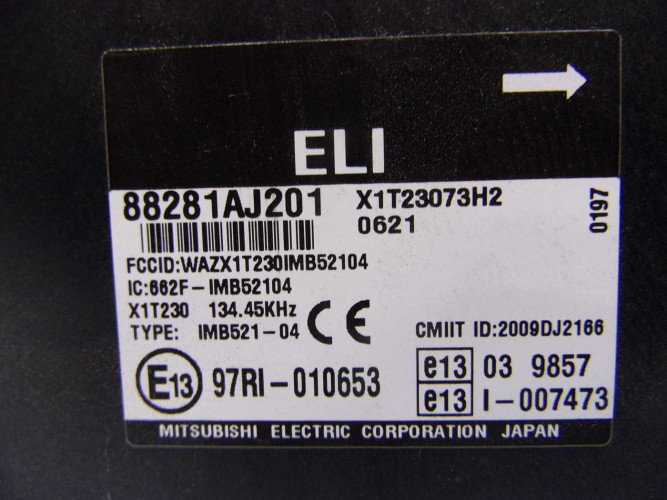 ELI
88281AJ201 X1T23073H2
0621
0197
FCCID:WAZX1T230IMB52104
IC:662F-IMB52104
X1T230 134.45KHz
TYPE: IMB521-04 CE CMIIT ID:2009DJ2166
E13 97RI-010653
e13 03 9857
e13 I-007473
MITSUBISHI ELECTRIC CORPORATION JAPAN